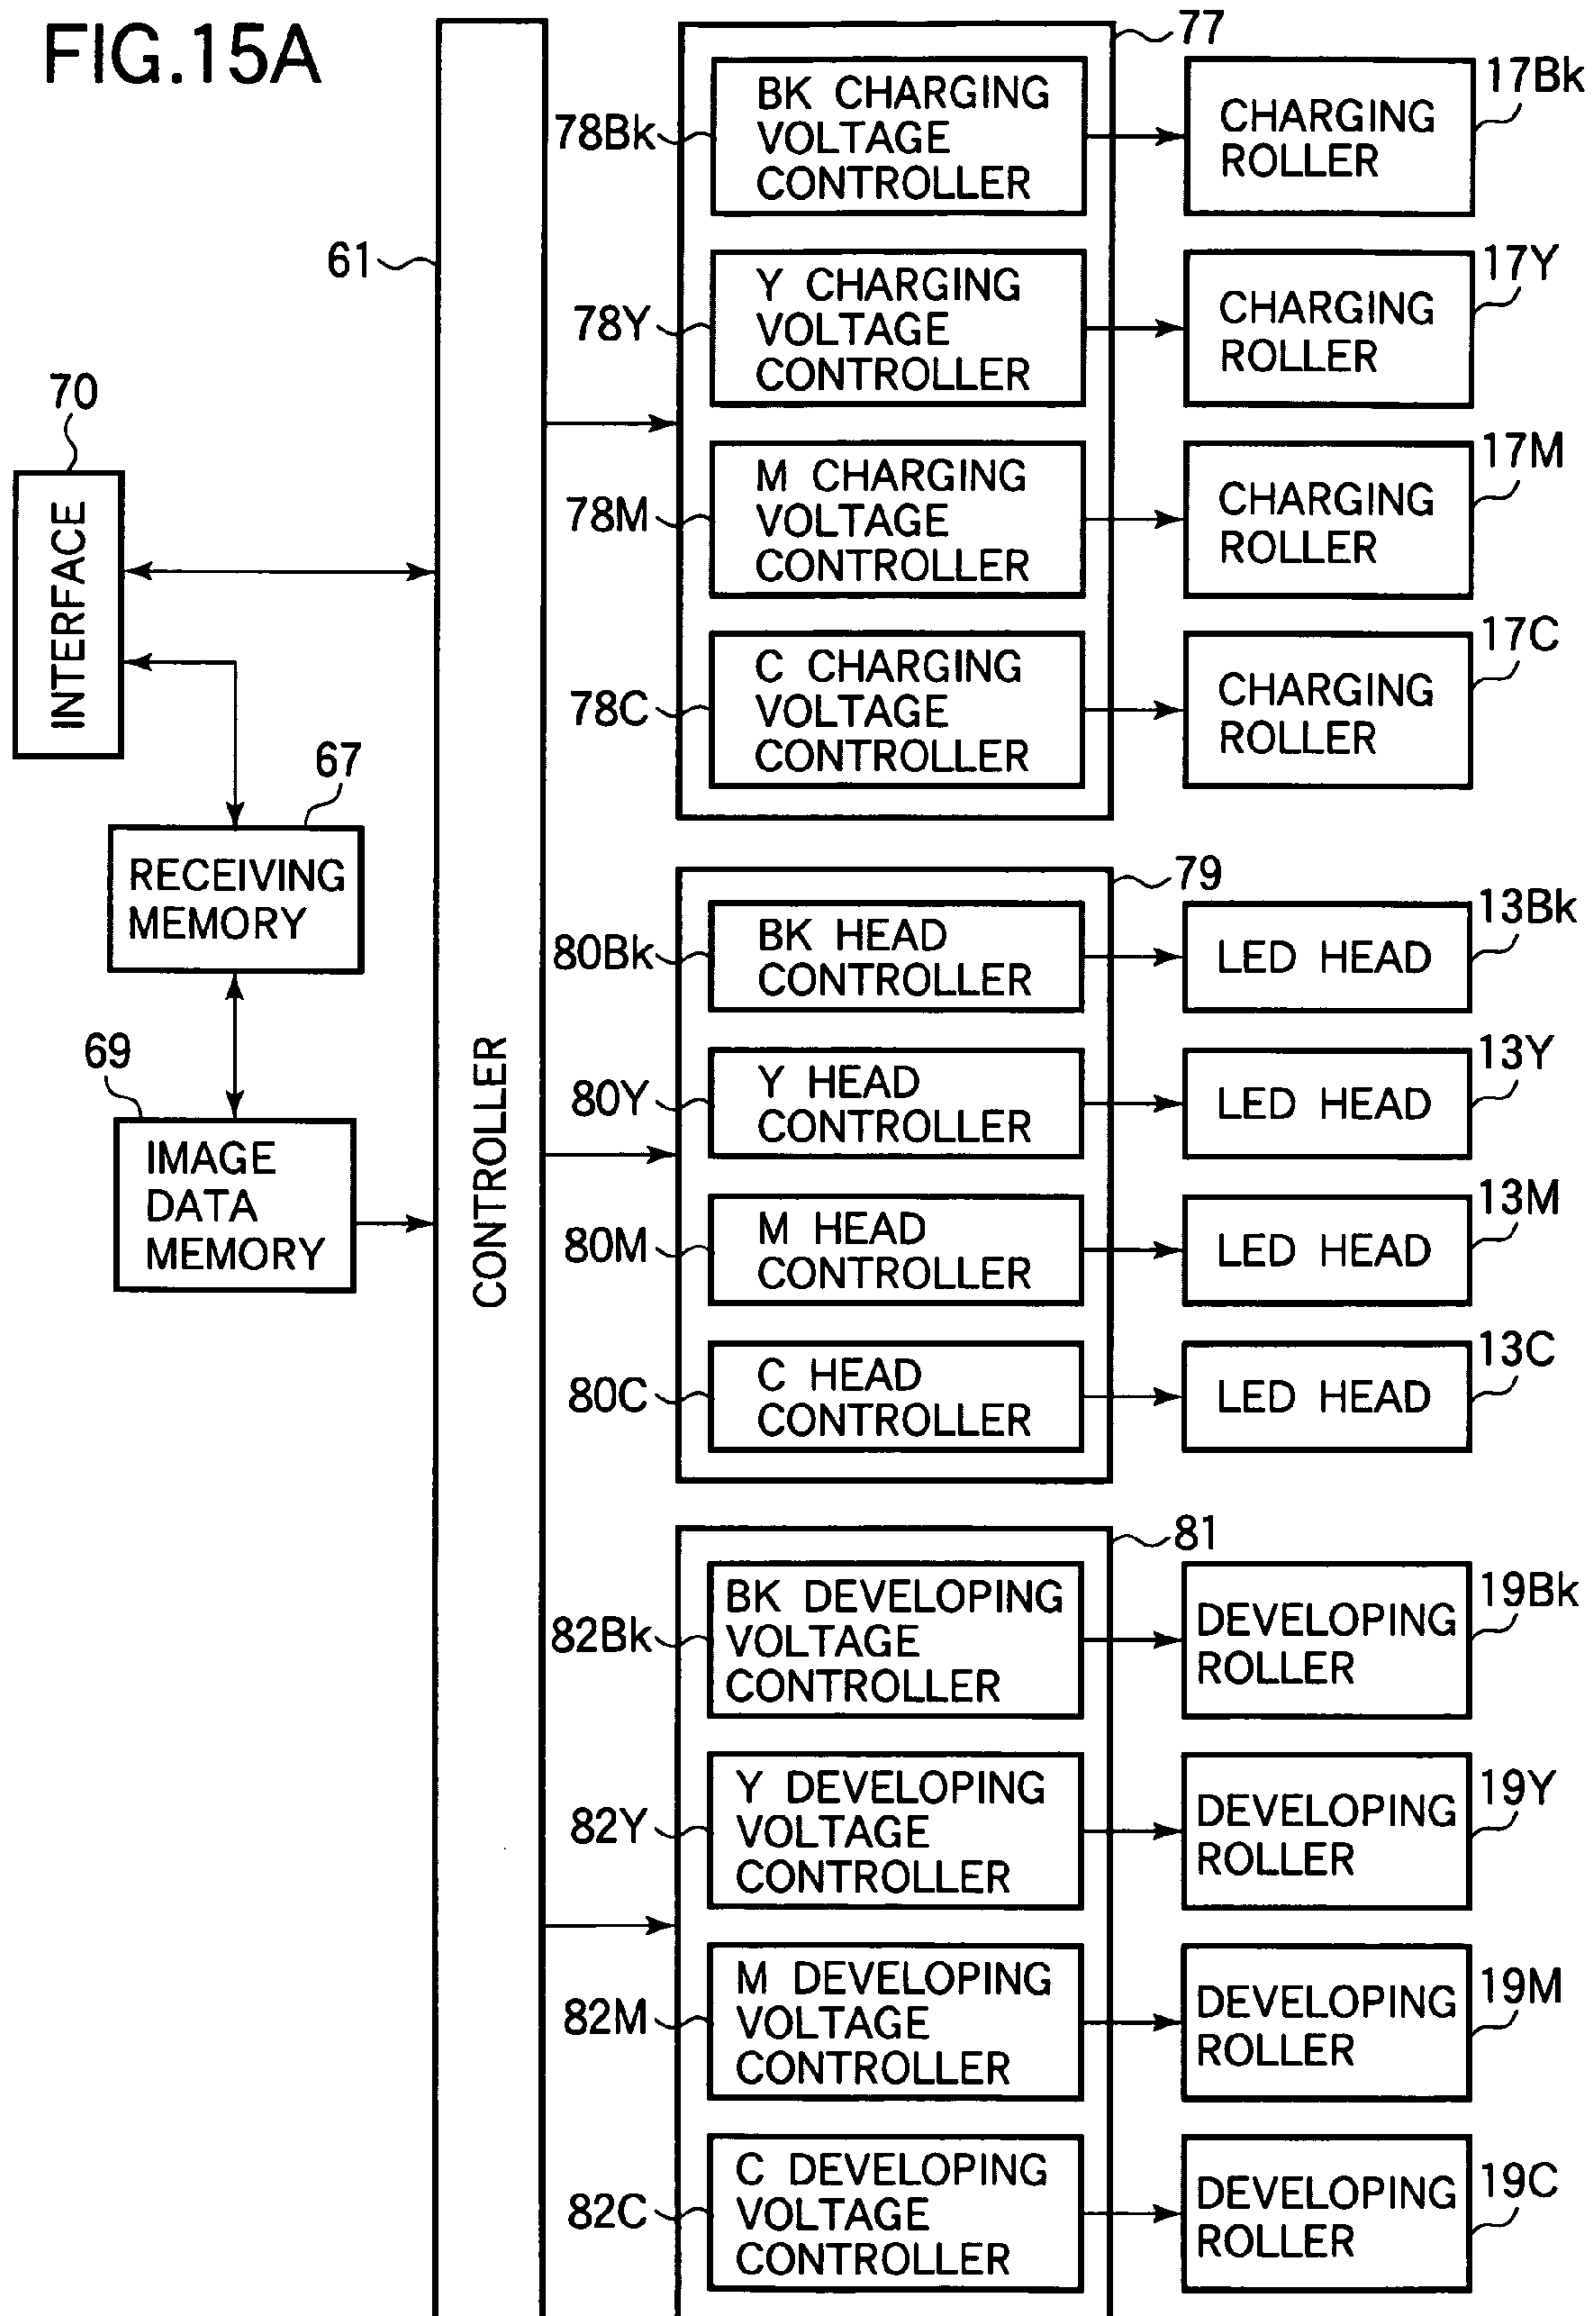 FIG.15A
77
BK CHARGING
VOLTAGE
CONTROLLER
78Bk
CHARGING
ROLLER
17Bk
61
Y CHARGING
VOLTAGE
CONTROLLER
78Y
CHARGING
ROLLER
17Y
70
INTERFACE
M CHARGING
VOLTAGE
CONTROLLER
78M
CHARGING
ROLLER
17M
C CHARGING
VOLTAGE
CONTROLLER
78C
CHARGING
ROLLER
17C
67
RECEIVING
MEMORY
69
IMAGE
DATA
MEMORY
CONTROLLER
79
80Bk
BK HEAD
CONTROLLER
LED HEAD
13Bk
80Y
Y HEAD
CONTROLLER
LED HEAD
13Y
80M
M HEAD
CONTROLLER
LED HEAD
13M
80C
C HEAD
CONTROLLER
LED HEAD
13C
81
82Bk
BK DEVELOPING
VOLTAGE
CONTROLLER
DEVELOPING
ROLLER
19Bk
82Y
Y DEVELOPING
VOLTAGE
CONTROLLER
DEVELOPING
ROLLER
19Y
82M
M DEVELOPING
VOLTAGE
CONTROLLER
DEVELOPING
ROLLER
19M
82C
C DEVELOPING
VOLTAGE
CONTROLLER
DEVELOPING
ROLLER
19C